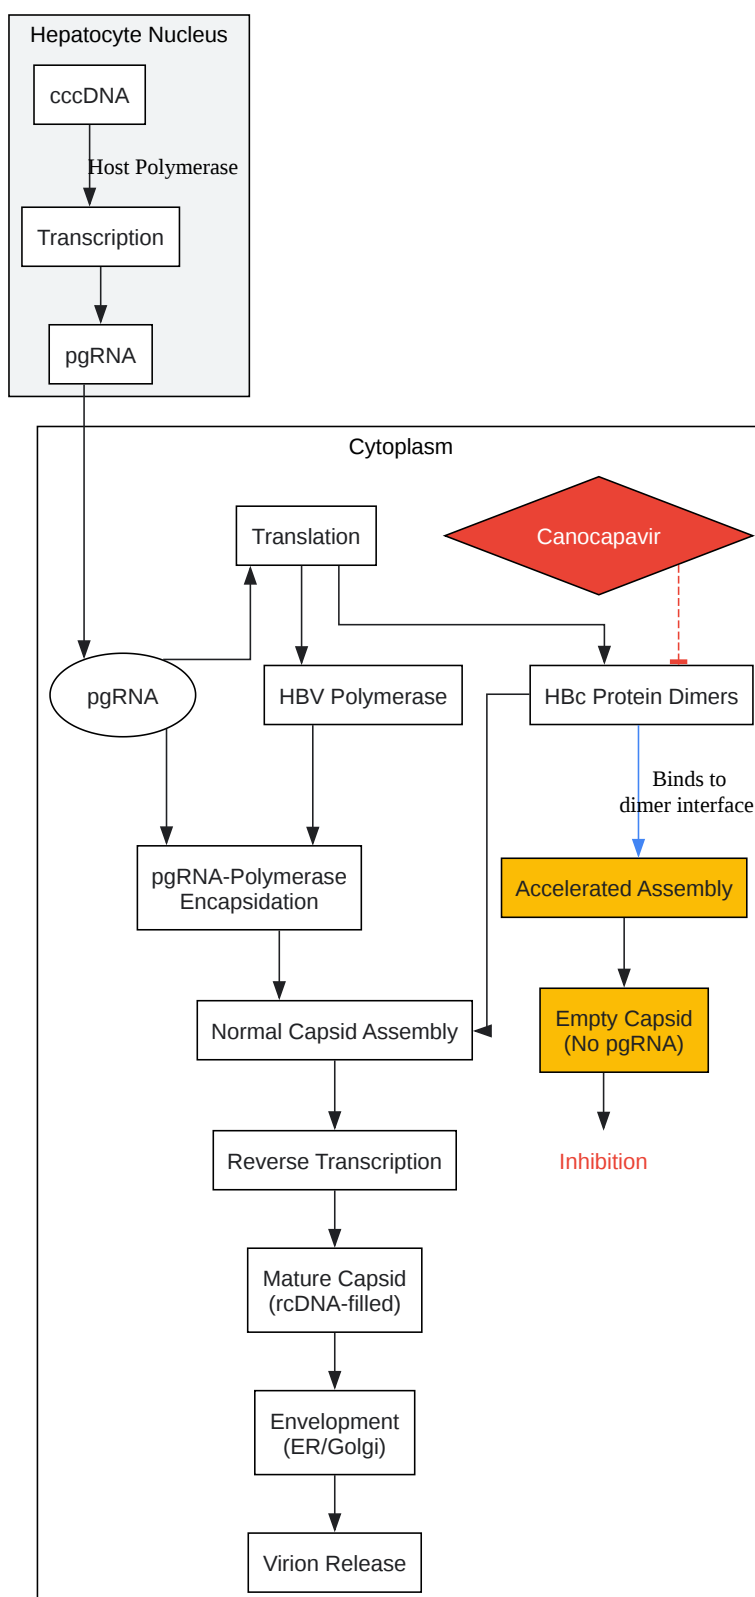 Hepatocyte Nucleus
cccDNA
Host Polymerase
Transcription
pgRNA
Cytoplasm
Translation
Canocapavir
pgRNA
HBV Polymerase
HBc Protein Dimers
Binds to
dimer interface
pgRNA-Polymerase
Encapsidation
Accelerated Assembly
Normal Capsid Assembly
Empty Capsid
(No pgRNA)
Reverse Transcription
Inhibition
Mature Capsid
(rcDNA-filled)
Envelopment
(ER/Golgi)
Virion Release